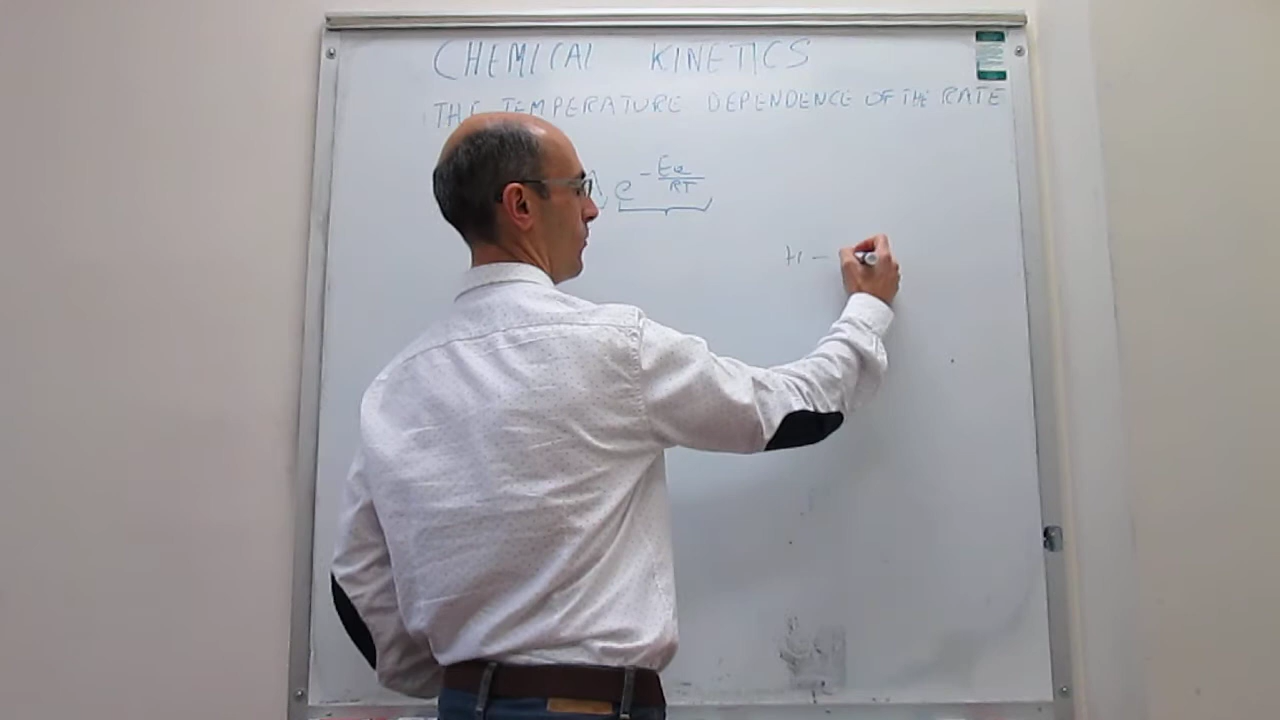 CHEMICAL KINETICS
THE TEMPERATURE DEPENDENCE OF THE RATE
A e^-Ea/RT
H –